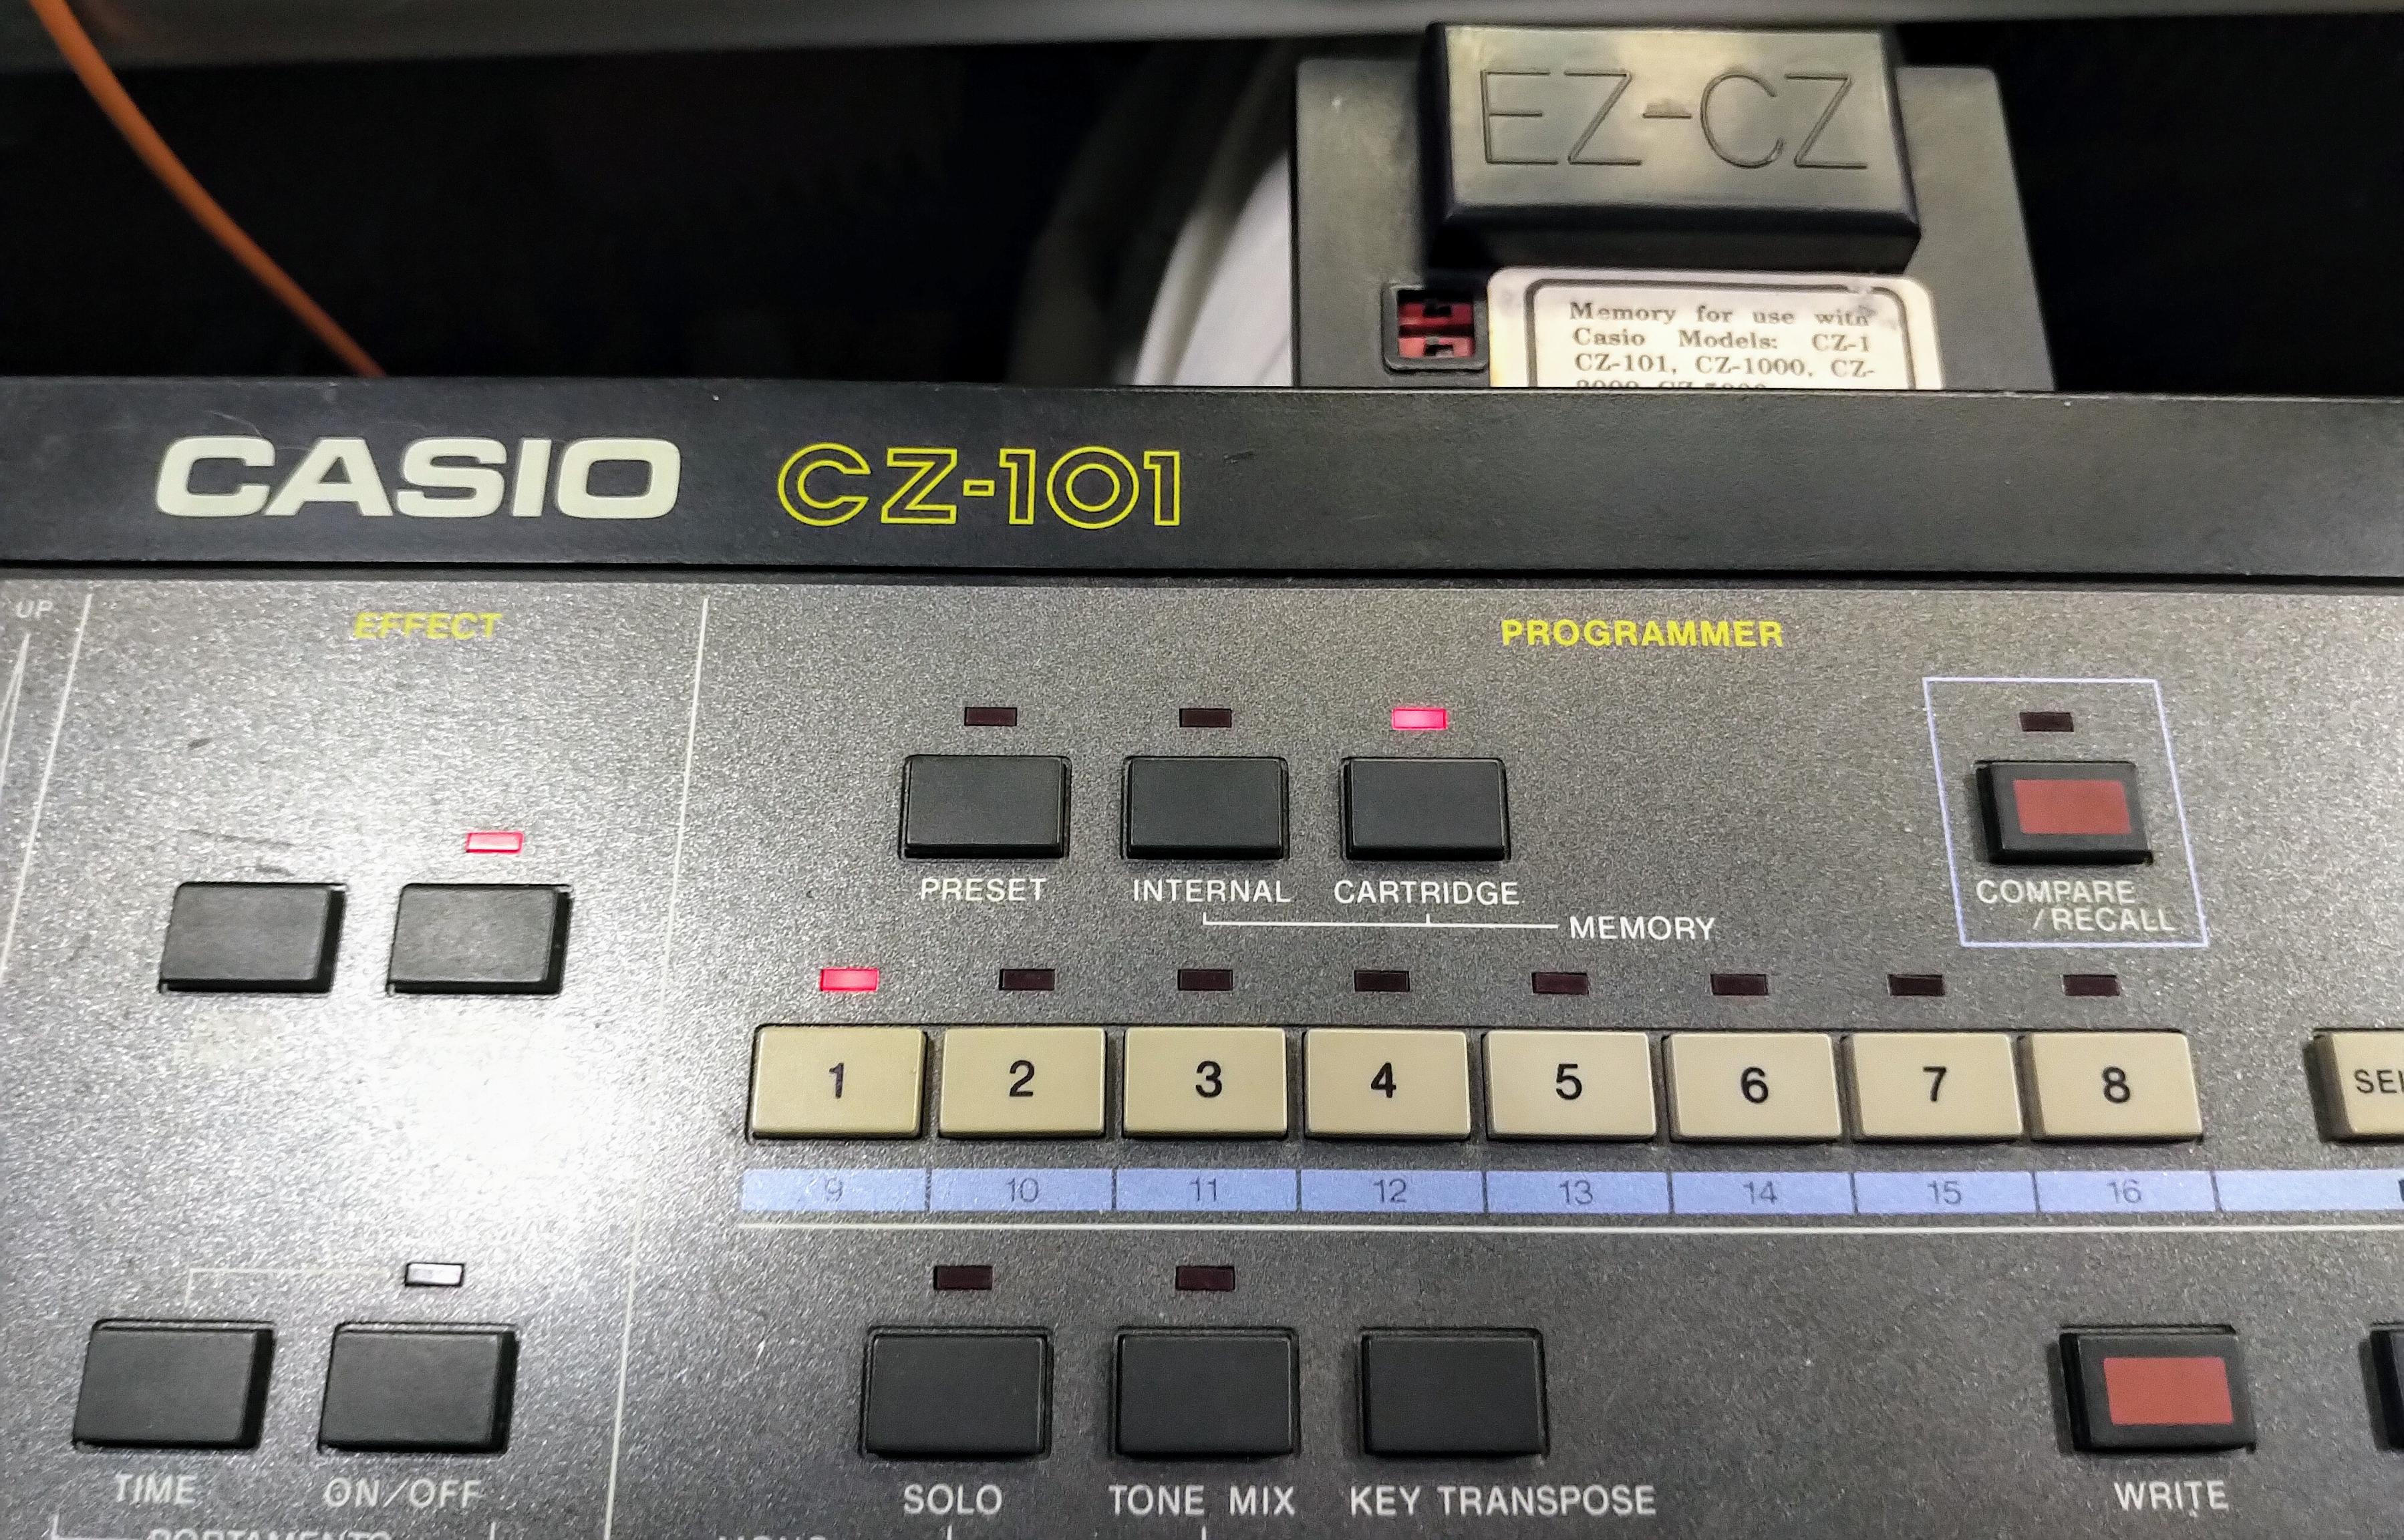 EZ-CZ
Memory for use with
Casio Models: CZ-1
CZ-101, CZ-1000, CZ-
CASIO CZ-101
UP
EFFECT
PROGRAMMER
PRESET INTERNAL CARTRIDGE
MEMORY
COMPARE
/RECALL
1 2 3 4 5 6 7 8
9 10 11 12 13 14 15 16
TIME ON/OFF
SOLO TONE MIX KEY TRANSPOSE
WRITE